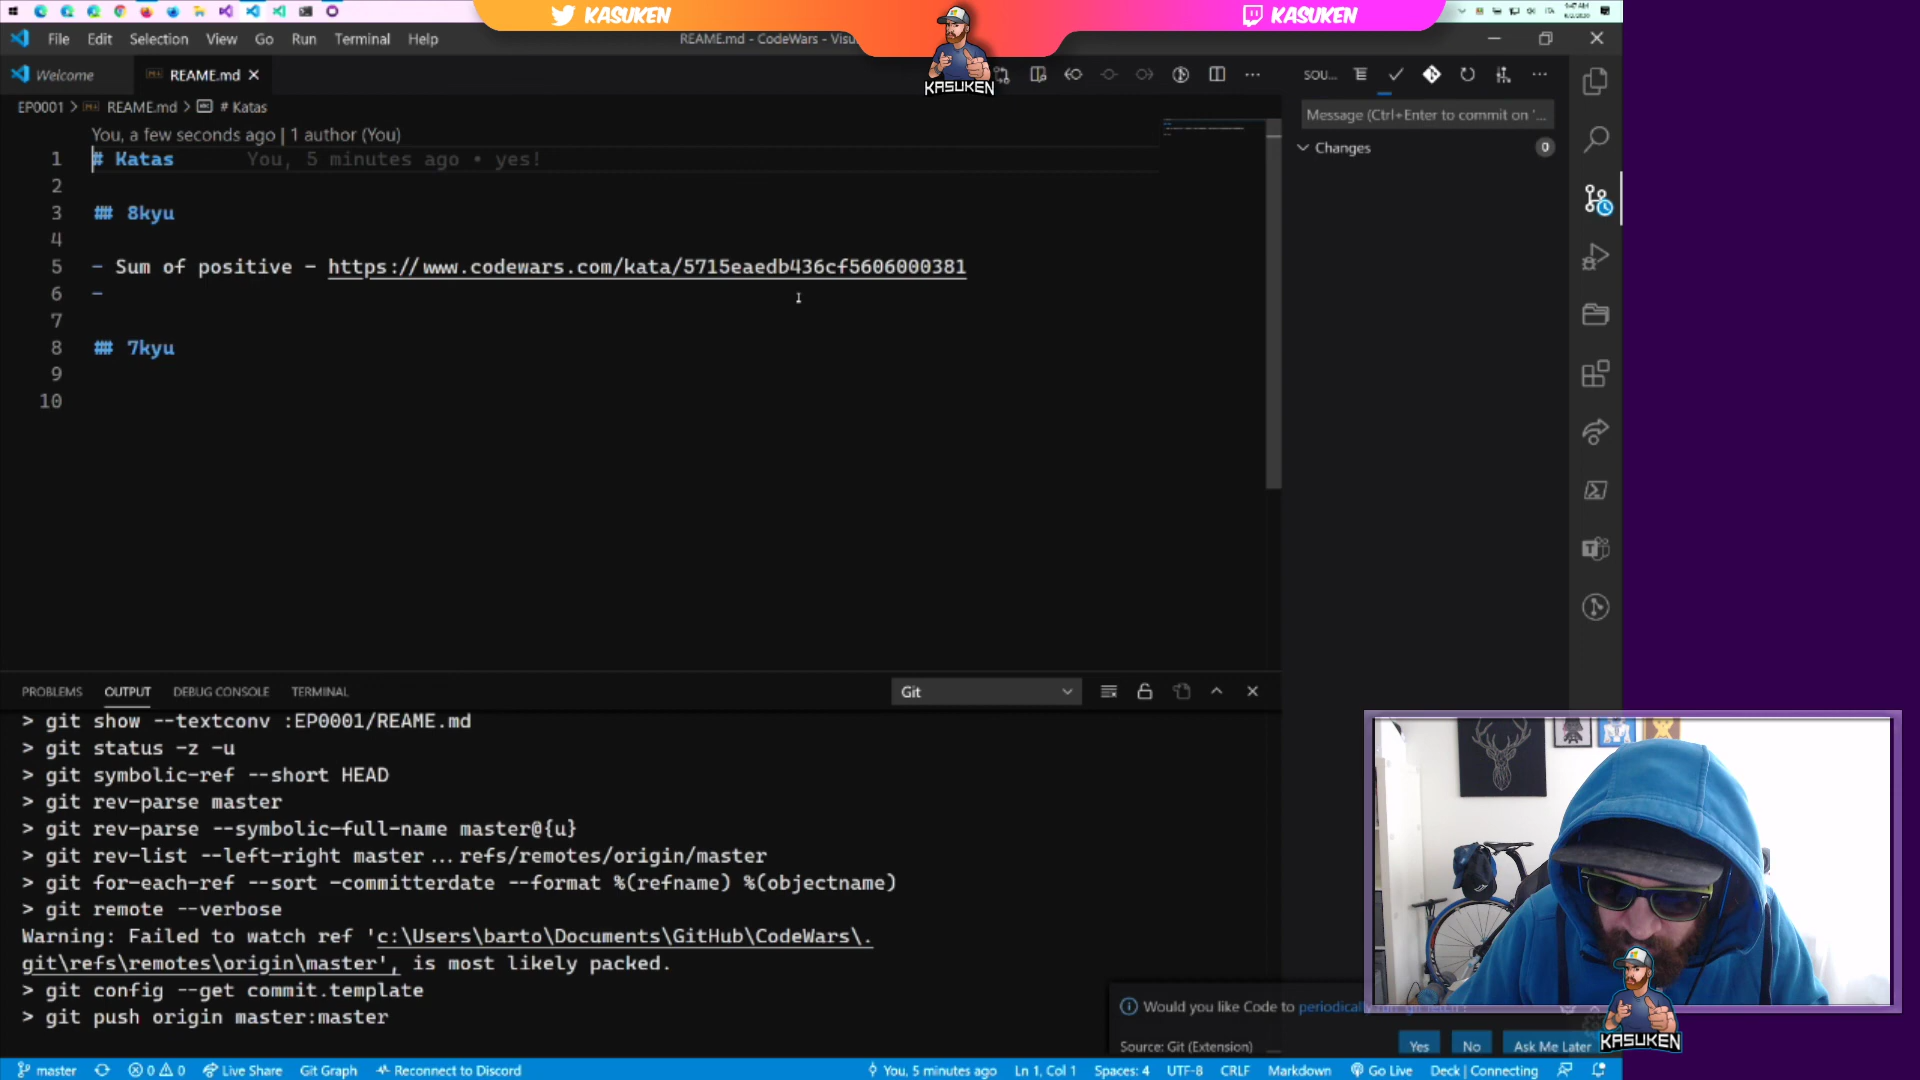 KASUKEN
KASUKEN
KASUKEN
File Edit Selection View Go Run Terminal Help
REAME.md - CodeWars - Visu
Welcome
REAME.md
SOU...
EP0001 > REAME.md > # Katas
Message (Ctrl+Enter to commit on '...
Changes 0
You, a few seconds ago | 1 author (You)
1 # Katas You, 5 minutes ago • yes!
2
3 ## 8kyu
4
5 - Sum of positive - https://www.codewars.com/kata/5715eaedb436cf5606000381
6 -
7
8 ## 7kyu
9
10
PROBLEMS OUTPUT DEBUG CONSOLE TERMINAL
Git
> git show --textconv :EP0001/REAME.md
> git status -z -u
> git symbolic-ref --short HEAD
> git rev-parse master
> git rev-parse --symbolic-full-name master@{u}
> git rev-list --left-right master...refs/remotes/origin/master
> git for-each-ref --sort -committerdate --format %(refname) %(objectname)
> git remote --verbose
Warning: Failed to watch ref 'c:\Users\barto\Documents\GitHub\CodeWars\.
git\refs\remotes\origin\master', is most likely packed.
> git config --get commit.template
> git push origin master:master
Would you like Code to periodically
Source: Git (Extension)
Yes No Ask Me Later
KASUKEN
master 0 0 Live Share Git Graph Reconnect to Discord
You, 5 minutes ago Ln 1, Col 1 Spaces: 4 UTF-8 CRLF Markdown Go Live Deck | Connecting